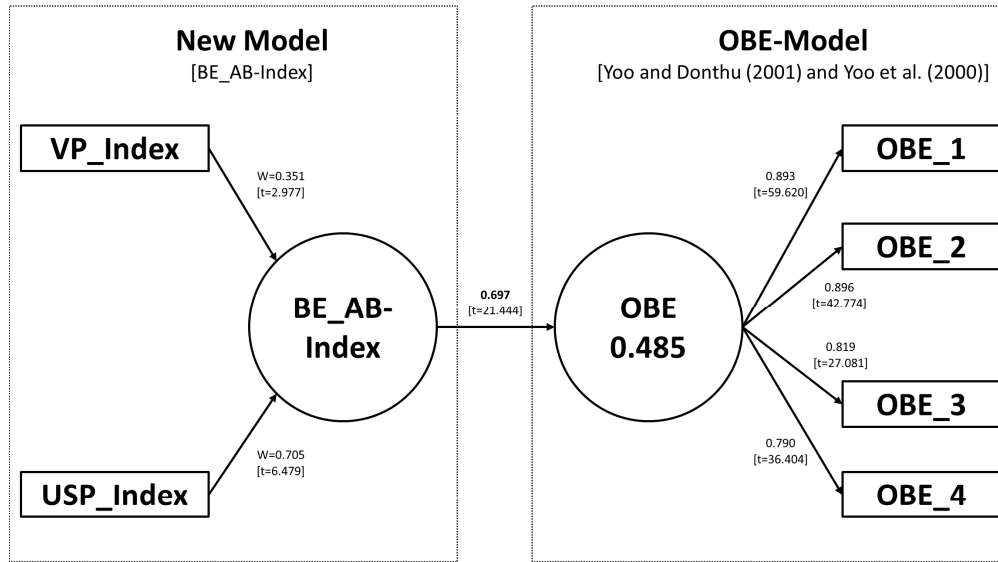 New Model
[BE_AB-Index]
VP_Index
W=0.351
[t=2.977]
BE_AB-
Index
W=0.705
[t=6.479]
USP_Index
0.697
[t=21.444]
OBE-Model
[Yoo and Donthu (2001) and Yoo et al. (2000)]
OBE
0.485
0.893
[t=59.620]
OBE_1
0.896
[t=42.774]
OBE_2
0.819
[t=27.081]
OBE_3
0.790
[t=36.404]
OBE_4